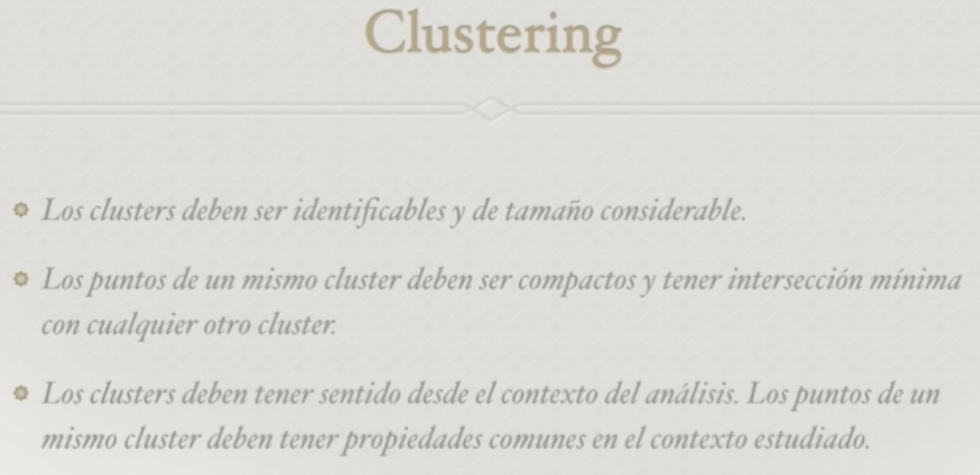 Clustering
Los clusters deben ser identificables y de tamaño considerable.
Los puntos de un mismo cluster deben ser compactos y tener intersección mínima
con cualquier otro cluster.
Los clusters deben tener sentido desde el contexto del análisis. Los puntos de un
mismo cluster deben tener propiedades comunes en el contexto estudiado.